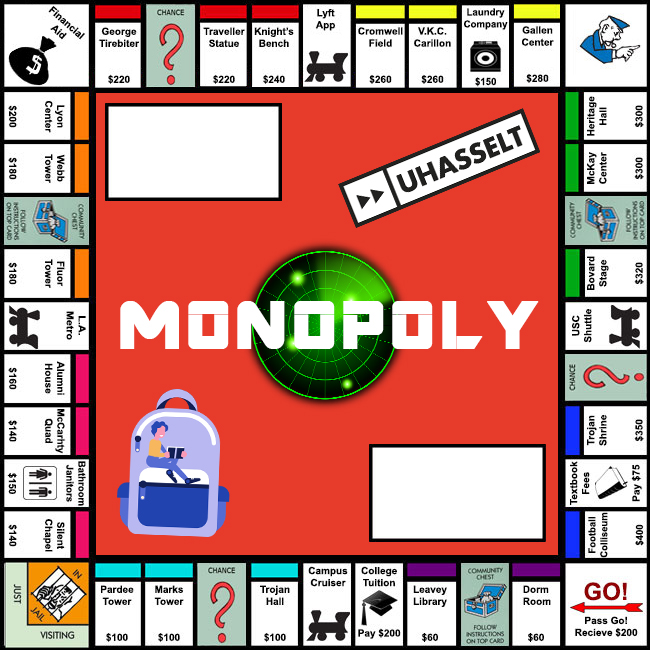 Financial
Aid
George
Tirebiter
$220
CHANCE
Traveller
Statue
$220
Knight's
Bench
$240
Lyft
App
Cromwell
Field
$260
V.K.C.
Carillon
$260
Laundry
Company
$150
Gallen
Center
$280
Lyon
Center
$200
Webb
Tower
$180
COMMUNITY
CHEST
FOLLOW
INSTRUCTIONS
ON TOP CARD
Fluor
Tower
$180
L.A.
Metro
Alumni
House
$160
McCarhty
Quad
$140
Bathroom
Janitors
$150
Silent
Chapel
$140
UHASSELT
MONOPOLY
Heritage
Hall
$300
McKay
Center
$300
COMMUNITY
CHEST
FOLLOW
INSTRUCTIONS
ON TOP CARD
Bovard
Stage
$320
USC
Shuttle
CHANCE
Trojan
Shrine
$350
Textbook
Fees
Pay $75
Football
Colliseum
$400
JUST
IN
JAIL
VISITING
Pardee
Tower
$100
Marks
Tower
$100
CHANCE
Trojan
Hall
$100
Campus
Cruiser
College
Tuition
Pay $200
Leavey
Library
$60
COMMUNITY
CHEST
FOLLOW
INSTRUCTIONS
ON TOP CARD
Dorm
Room
$60
GO!
Pass Go!
Recieve $200